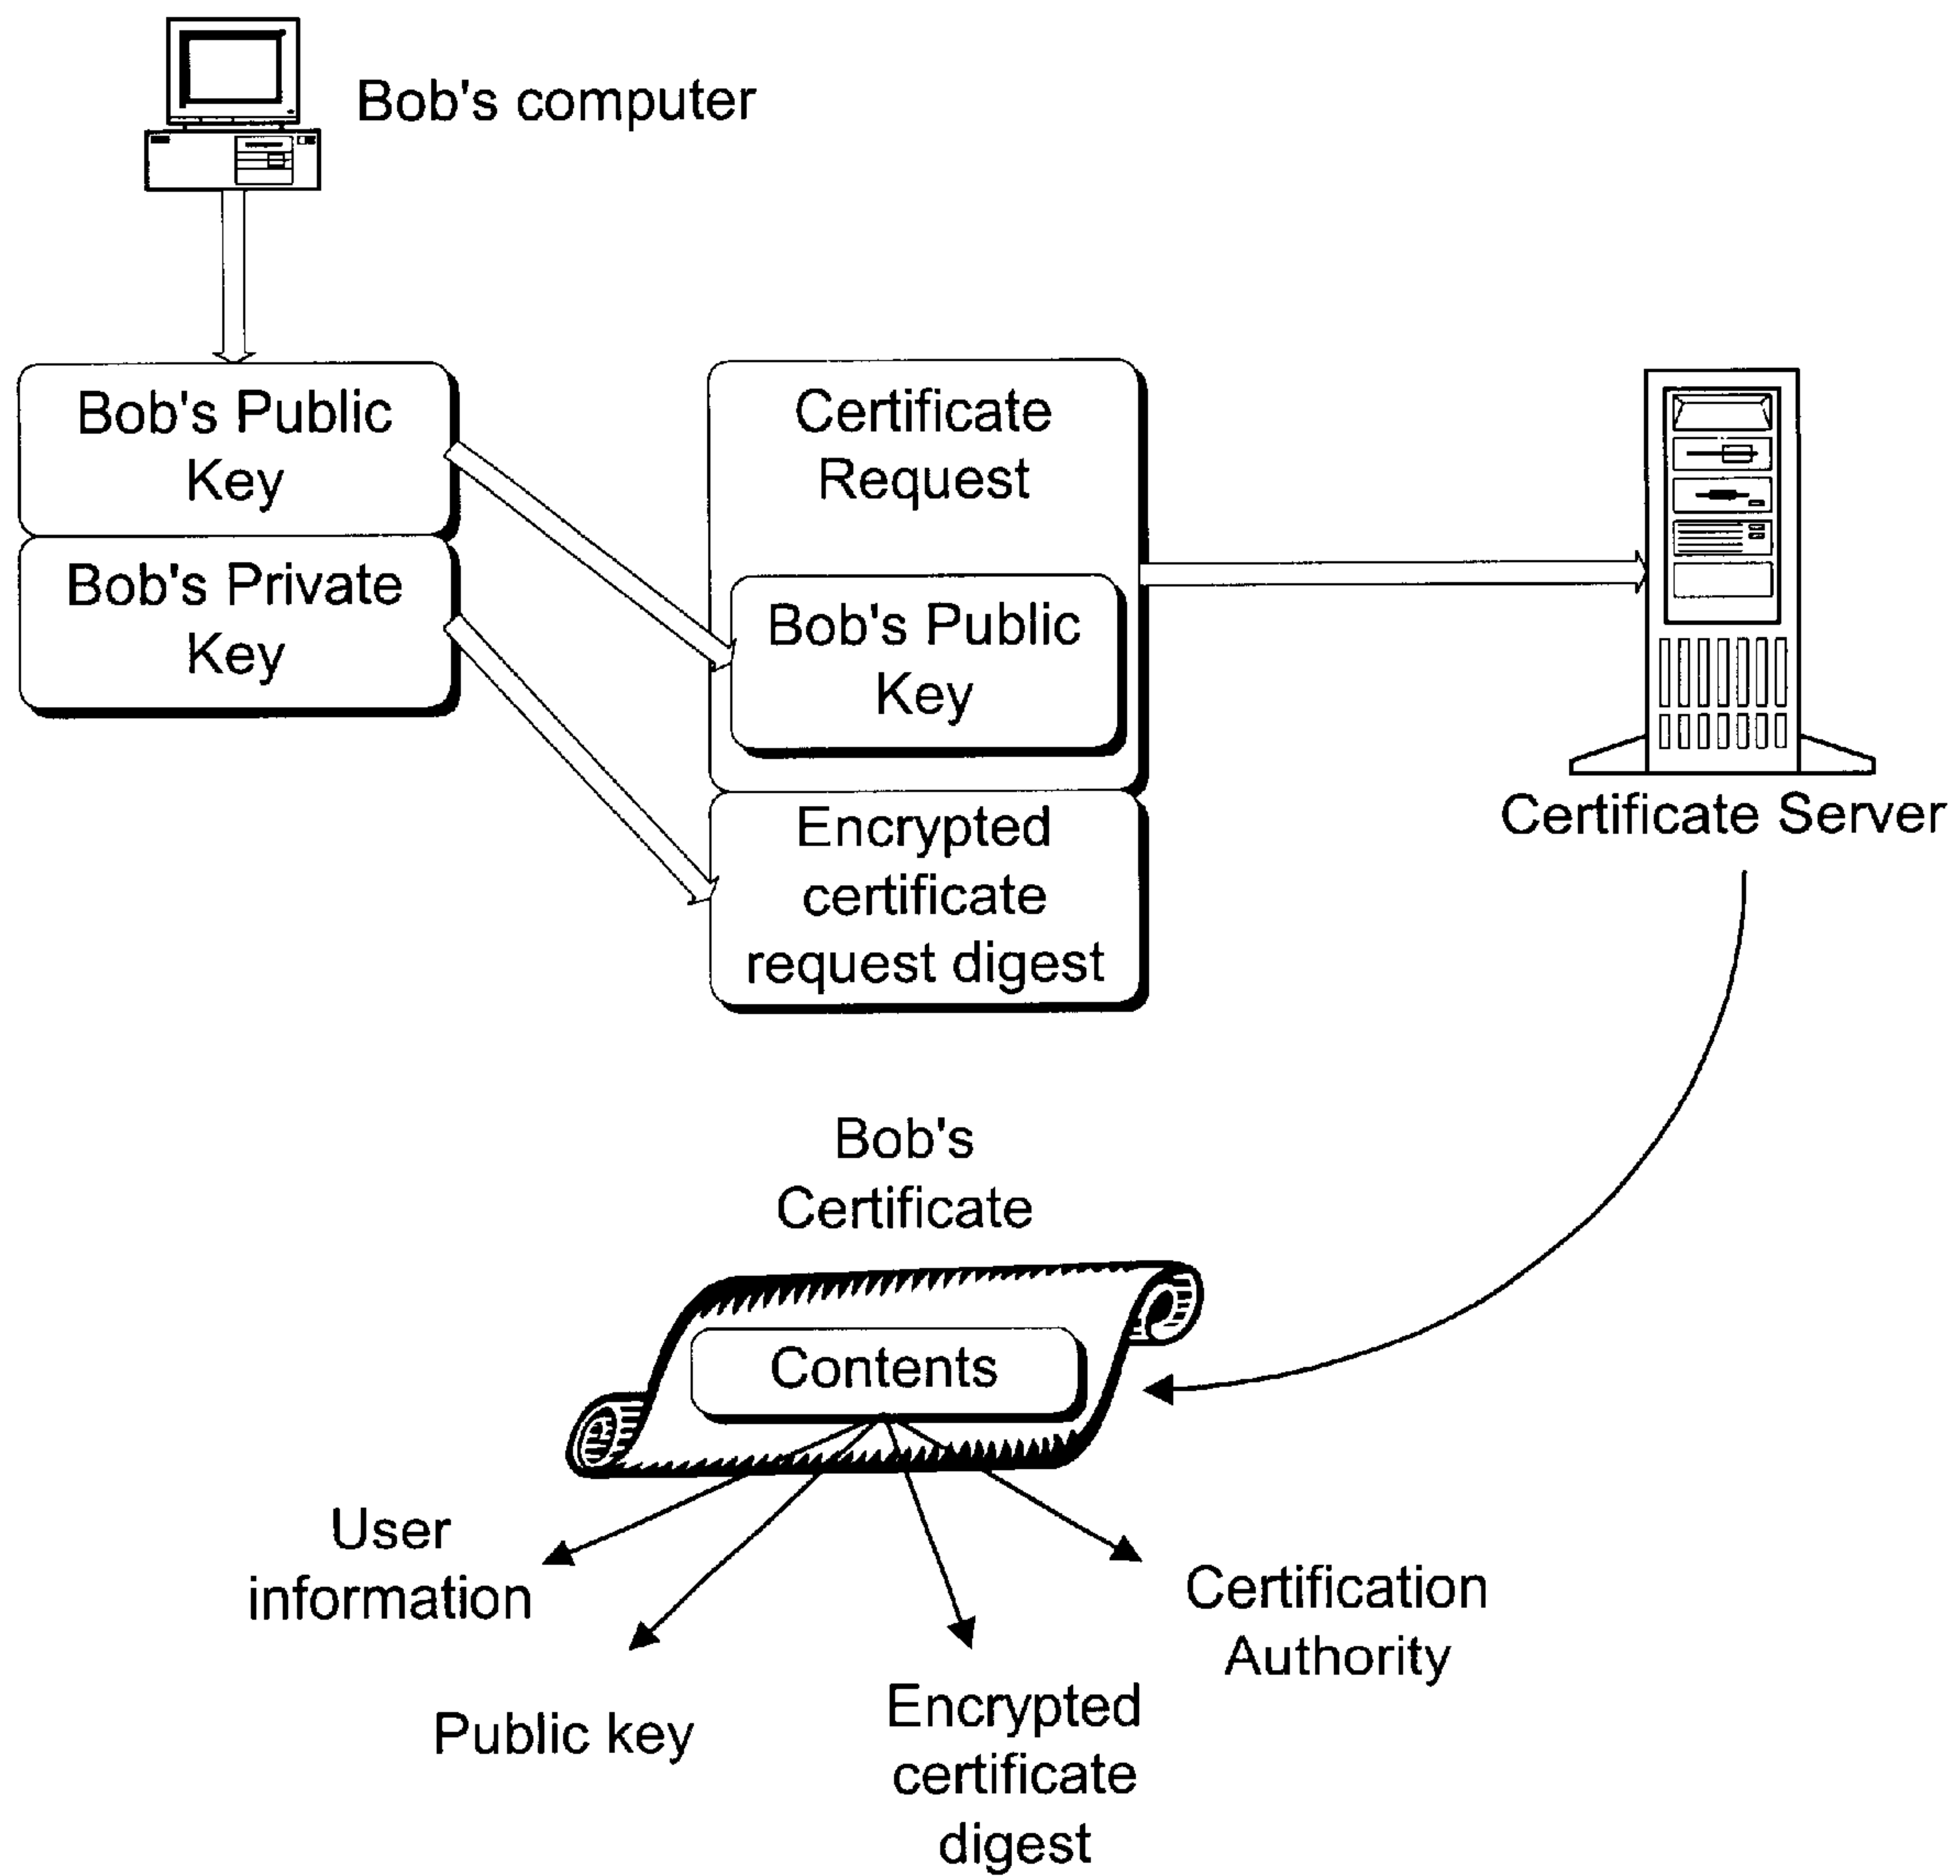 Bob's computer
Bob's Public
Key
Bob's Private
Key
Certificate
Request
Bob's Public
Key
Encrypted
certificate
request digest
Certificate Server
Bob's
Certificate
Contents
User
information
Public key
Encrypted
certificate
digest
Certification
Authority